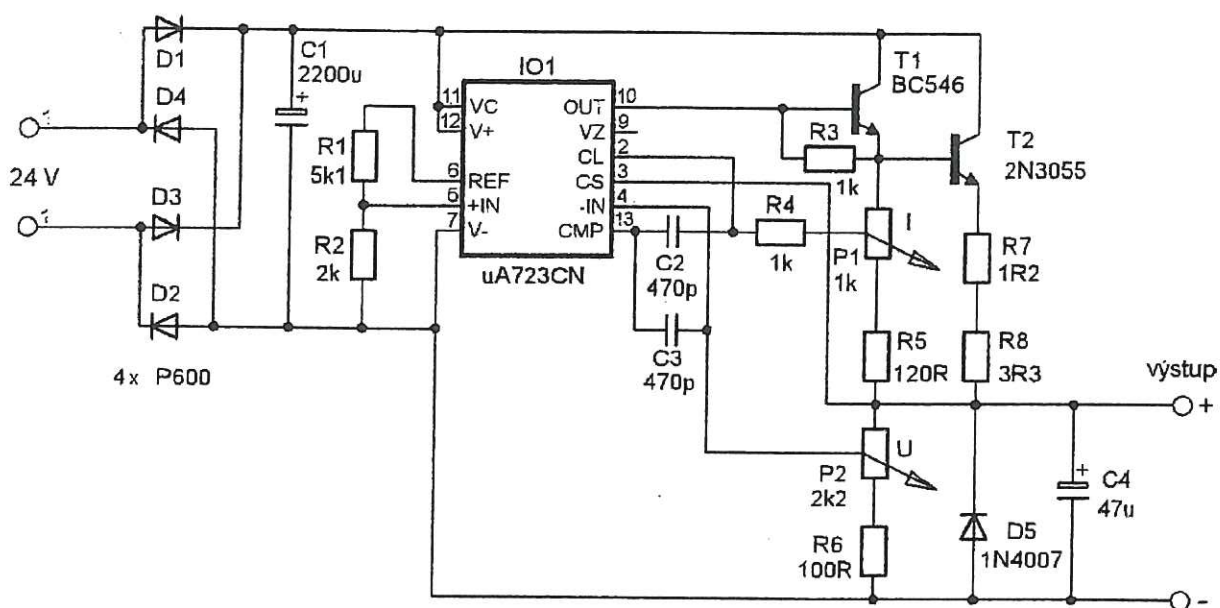 D1
D4
24 V
D3
D2
4x P600
C1
2200u
+
R1
5k1
R2
2k
IO1
11
VC
12
V+
6
REF
5
+IN
7
V-
OUT
10
VZ
9
CL
2
CS
3
-IN
4
CMP
13
uA723CN
C2
470p
C3
470p
R3
1k
R4
1k
T1
BC546
T2
2N3055
I
P1
1k
R7
1R2
R5
120R
R8
3R3
U
P2
2k2
R6
100R
D5
1N4007
+
C4
47u
výstup
+
-